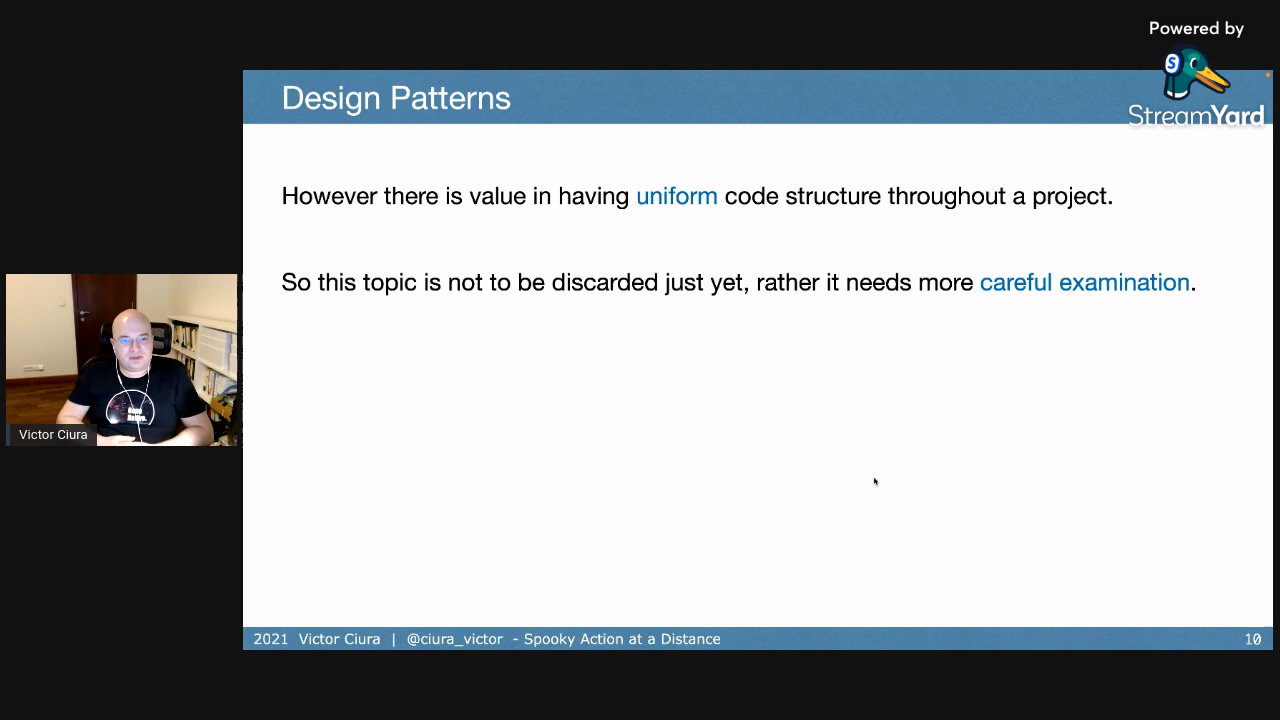 Powered by
S
StreamYard
Design Patterns
However there is value in having uniform code structure throughout a project.
So this topic is not to be discarded just yet, rather it needs more careful examination.
Victor Ciura
2021 Victor Ciura | @ciura_victor - Spooky Action at a Distance
10